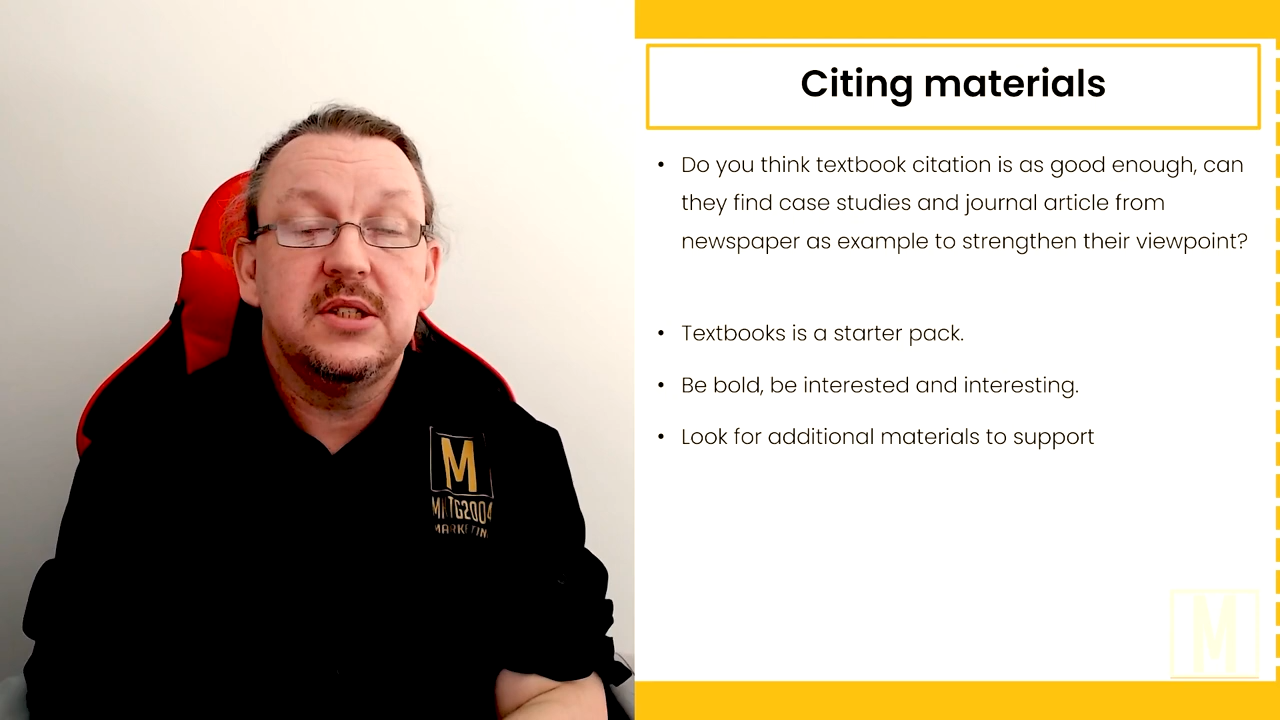 Citing materials
• Do you think textbook citation is as good enough, can
they find case studies and journal article from
newspaper as example to strengthen their viewpoint?
• Textbooks is a starter pack.
• Be bold, be interested and interesting.
• Look for additional materials to support
M
MKTG2004
MARKETIN
M